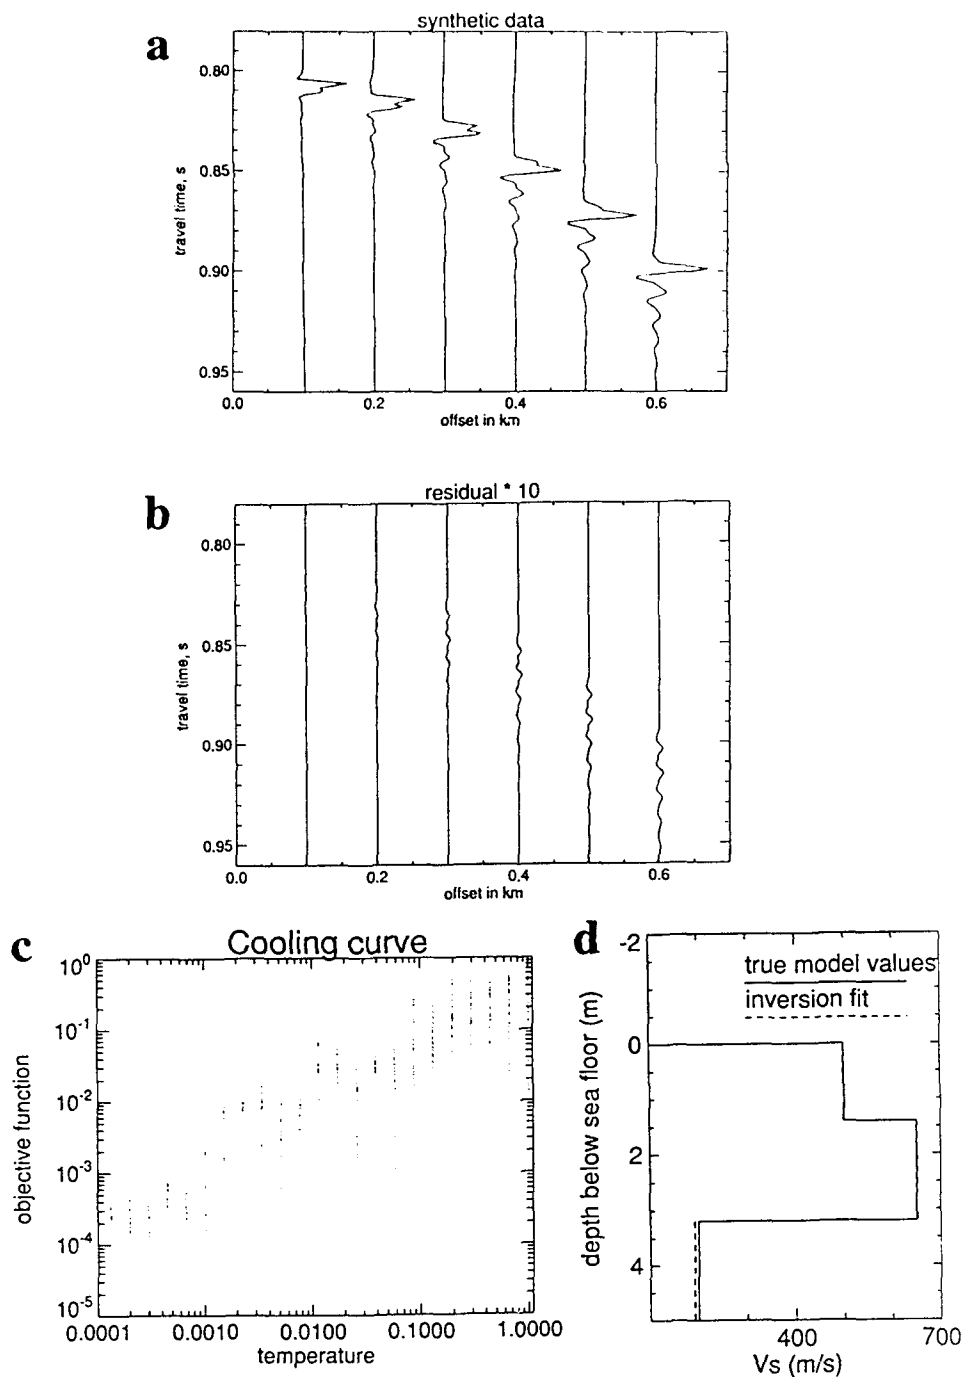 a
synthetic data
0.80
0.85
0.90
0.95
travel time, s
0.0
0.2
0.4
0.6
offset in km
b
residual * 10
0.80
0.85
0.90
0.95
travel time, s
0.0
0.2
0.4
0.6
offset in km
c
Cooling curve
10^0
10^-1
10^-2
10^-3
10^-4
10^-5
objective function
0.0001
0.0010
0.0100
0.1000
1.0000
temperature
d
true model values
inversion fit
-2
0
2
4
depth below sea floor (m)
400
700
Vs (m/s)